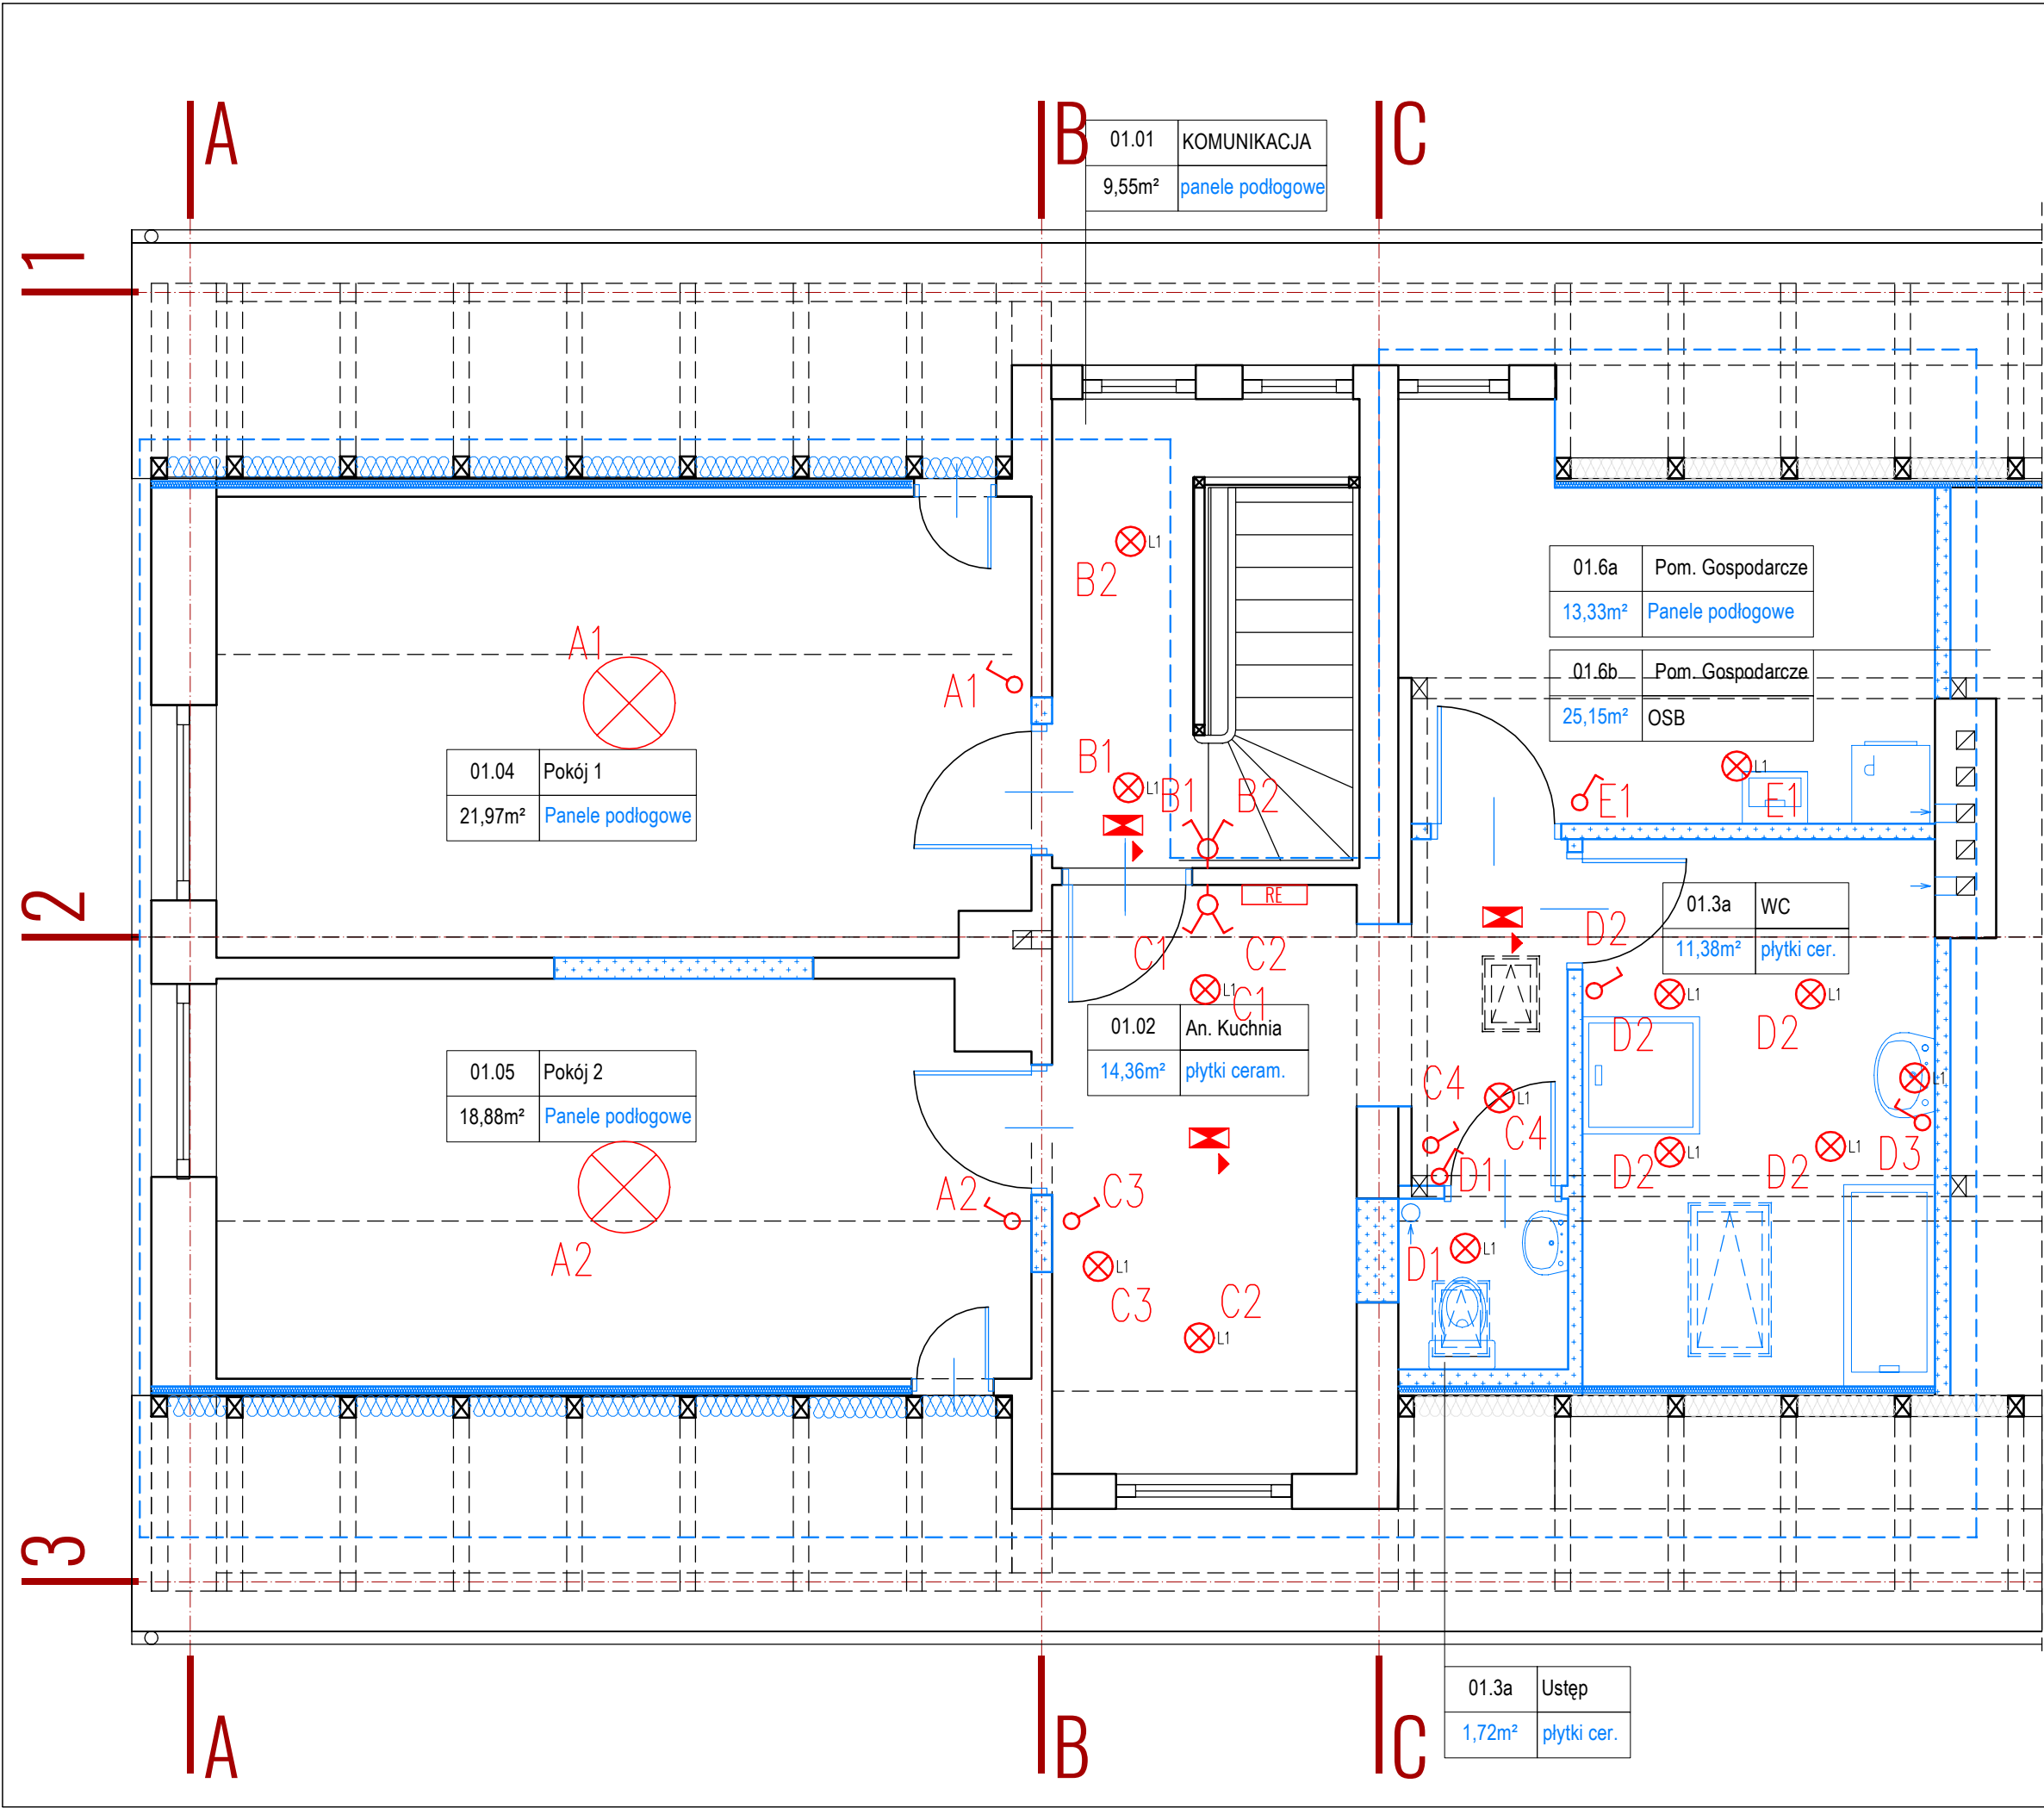 A
B
C
01.01 KOMUNIKACJA
9,55m² panele podłogowe
1
L1
B2
01.6a Pom. Gospodarcze
13,33m² Panele podłogowe
A1
A1
01.6b Pom. Gospodarcze
25,15m² OSB
B1
L1
B1
B2
L1
E1
E1
d
01.04 Pokój 1
21,97m² Panele podłogowe
RE
2
C1
C2
D2
01.3a WC
11,38m² płytki cer.
L1
C1
L1
L1
D2
D2
01.02 An. Kuchnia
14,36m² płytki ceram.
01.05 Pokój 2
18,88m² Panele podłogowe
C4
L1
C4
L1
L1
L1
D3
D2
D2
D1
A2
C3
A2
L1
C3
C2
L1
D1
L1
3
01.3a Ustęp
1,72m² płytki cer.
A
B
C